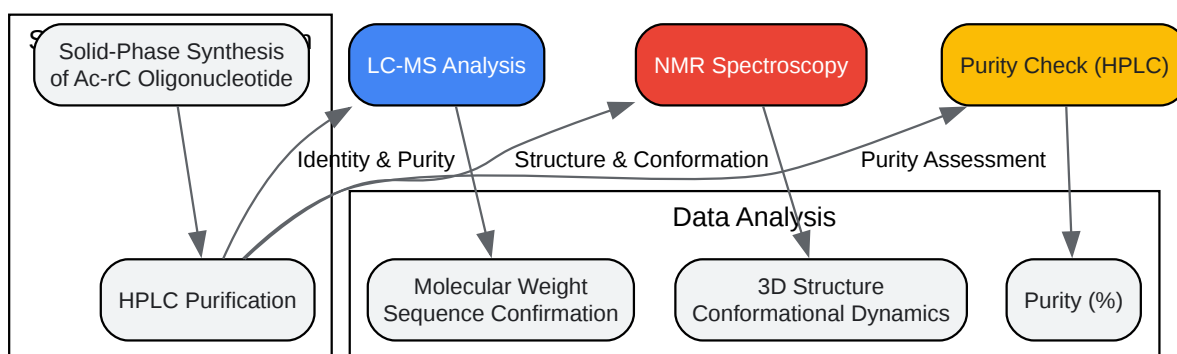 Solid-Phase Synthesis
of Ac-rC Oligonucleotide
LC-MS Analysis
NMR Spectroscopy
Purity Check (HPLC)
Identity & Purity
Structure & Conformation
Purity Assessment
Data Analysis
HPLC Purification
Molecular Weight
Sequence Confirmation
3D Structure
Conformational Dynamics
Purity (%)